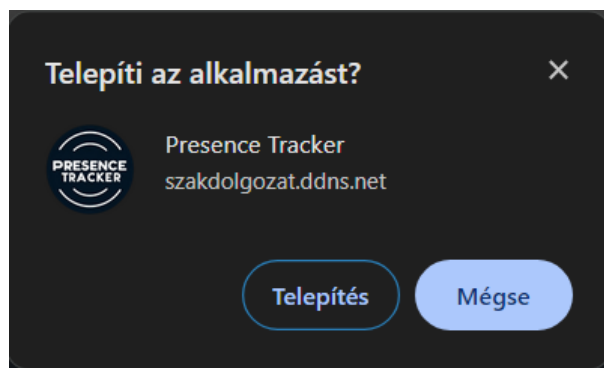 Telepíti az alkalmazást?
PRESENCE
TRACKER
Presence Tracker
szakdolgozat.ddns.net
Telepítés
Mégse